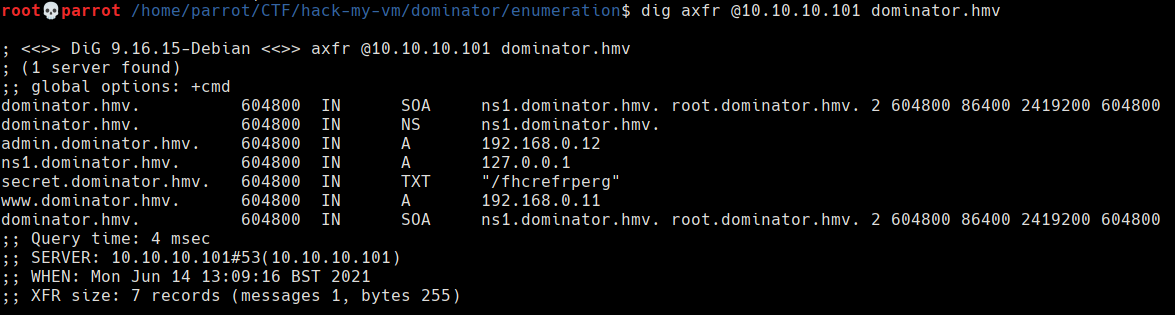 root💀parrot /home/parrot/CTF/hack-my-vm/dominator/enumeration$ dig axfr @10.10.10.101 dominator.hmv
; <<>> DiG 9.16.15-Debian <<>> axfr @10.10.10.101 dominator.hmv
; (1 server found)
;; global options: +cmd
dominator.hmv. 604800 IN SOA ns1.dominator.hmv. root.dominator.hmv. 2 604800 86400 2419200 604800
dominator.hmv. 604800 IN NS ns1.dominator.hmv.
admin.dominator.hmv. 604800 IN A 192.168.0.12
ns1.dominator.hmv. 604800 IN A 127.0.0.1
secret.dominator.hmv. 604800 IN TXT "/fhcrefrperg"
www.dominator.hmv. 604800 IN A 192.168.0.11
dominator.hmv. 604800 IN SOA ns1.dominator.hmv. root.dominator.hmv. 2 604800 86400 2419200 604800
;; Query time: 4 msec
;; SERVER: 10.10.10.101#53(10.10.10.101)
;; WHEN: Mon Jun 14 13:09:16 BST 2021
;; XFR size: 7 records (messages 1, bytes 255)